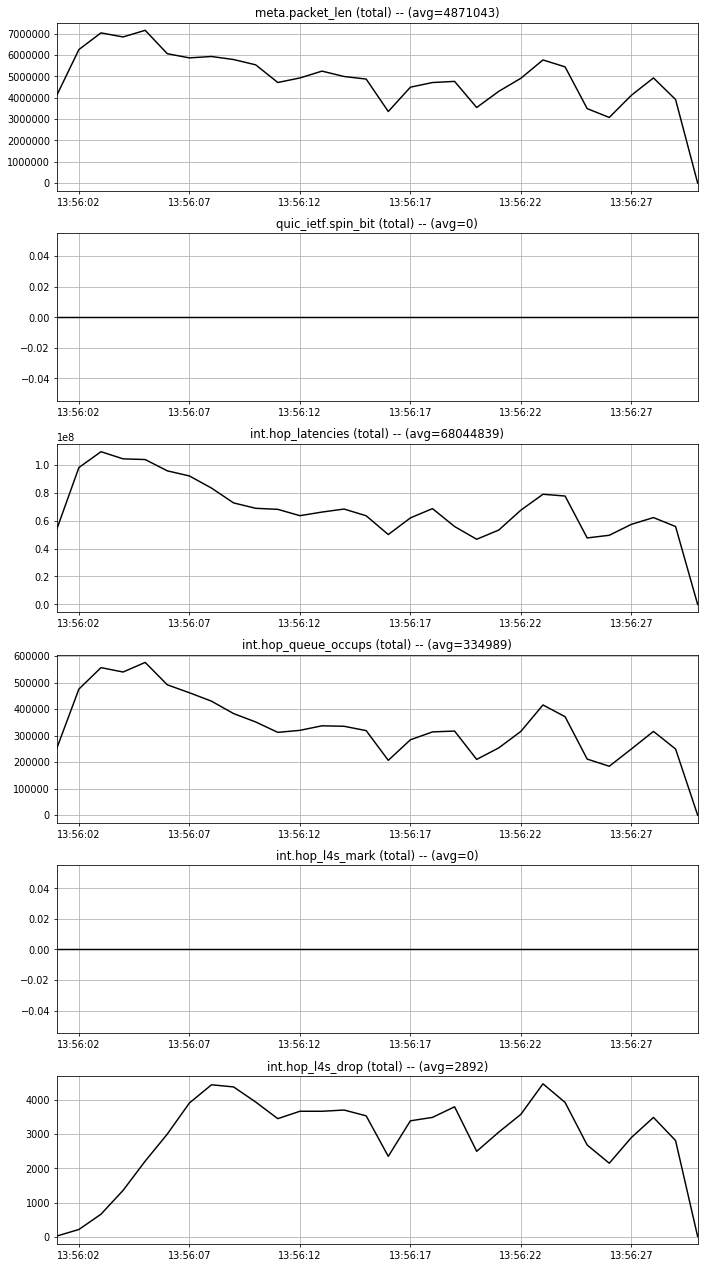 meta.packet_len (total) -- (avg=4871043)
7000000
6000000
5000000
4000000
3000000
2000000
1000000
0
13:56:02 13:56:07 13:56:12 13:56:17 13:56:22 13:56:27
quic_ietf.spin_bit (total) -- (avg=0)
0.04
0.02
0.00
−0.02
−0.04
13:56:02 13:56:07 13:56:12 13:56:17 13:56:22 13:56:27
int.hop_latencies (total) -- (avg=68044839)
1e8
1.0
0.8
0.6
0.4
0.2
0.0
13:56:02 13:56:07 13:56:12 13:56:17 13:56:22 13:56:27
int.hop_queue_occups (total) -- (avg=334989)
600000
500000
400000
300000
200000
100000
0
13:56:02 13:56:07 13:56:12 13:56:17 13:56:22 13:56:27
int.hop_l4s_mark (total) -- (avg=0)
0.04
0.02
0.00
−0.02
−0.04
13:56:02 13:56:07 13:56:12 13:56:17 13:56:22 13:56:27
int.hop_l4s_drop (total) -- (avg=2892)
4000
3000
2000
1000
0
13:56:02 13:56:07 13:56:12 13:56:17 13:56:22 13:56:27